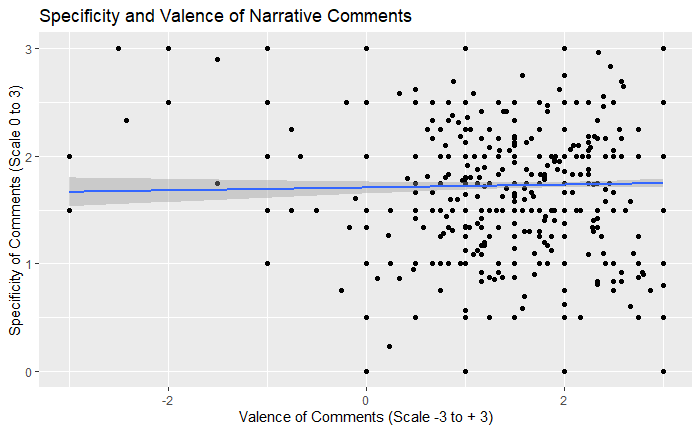 Specificity and Valence of Narrative Comments
Specificity of Comments (Scale 0 to 3)
3
2
1
0
-2
0
2
Valence of Comments (Scale -3 to + 3)